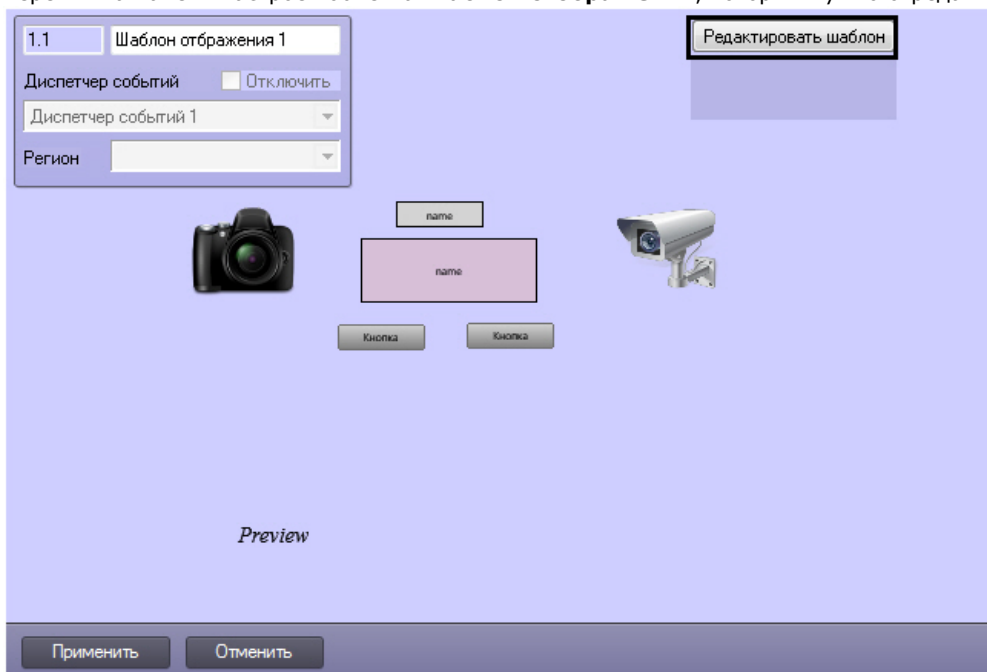 1.1 Шаблон отбражения 1
Редактировать шаблон
Диспетчер событий Отключить
Диспетчер событий 1
Регион
name
name
Кнопка Кнопка
Preview
Применить Отменить